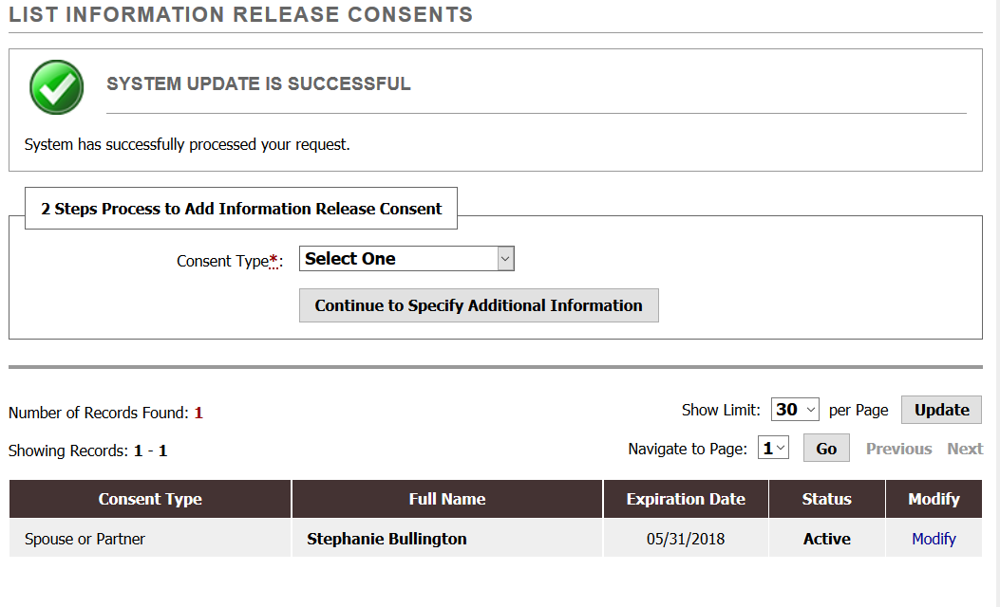 LIST INFORMATION RELEASE CONSENTS
SYSTEM UPDATE IS SUCCESSFUL
System has successfully processed your request.
2 Steps Process to Add Information Release Consent
Consent Type*: Select One
Continue to Specify Additional Information
Number of Records Found: 1
Show Limit: 30 per Page Update
Showing Records: 1 - 1
Navigate to Page: 1 Go Previous Next
Consent Type Full Name Expiration Date Status Modify
Spouse or Partner Stephanie Bullington 05/31/2018 Active Modify